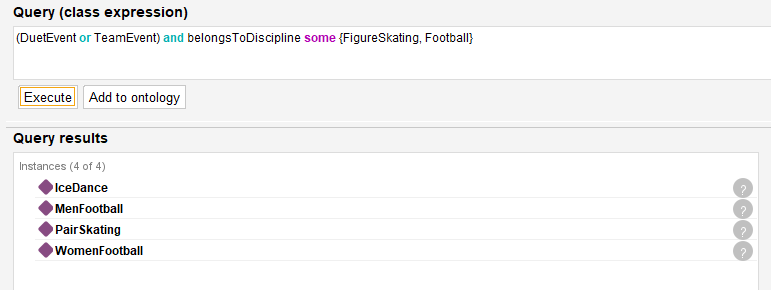 Query (class expression)
(DuetEvent or TeamEvent) and belongsToDiscipline some {FigureSkating, Football}
Execute
Add to ontology
Query results
Instances (4 of 4)
IceDance
?
MenFootball
?
PairSkating
?
WomenFootball
?